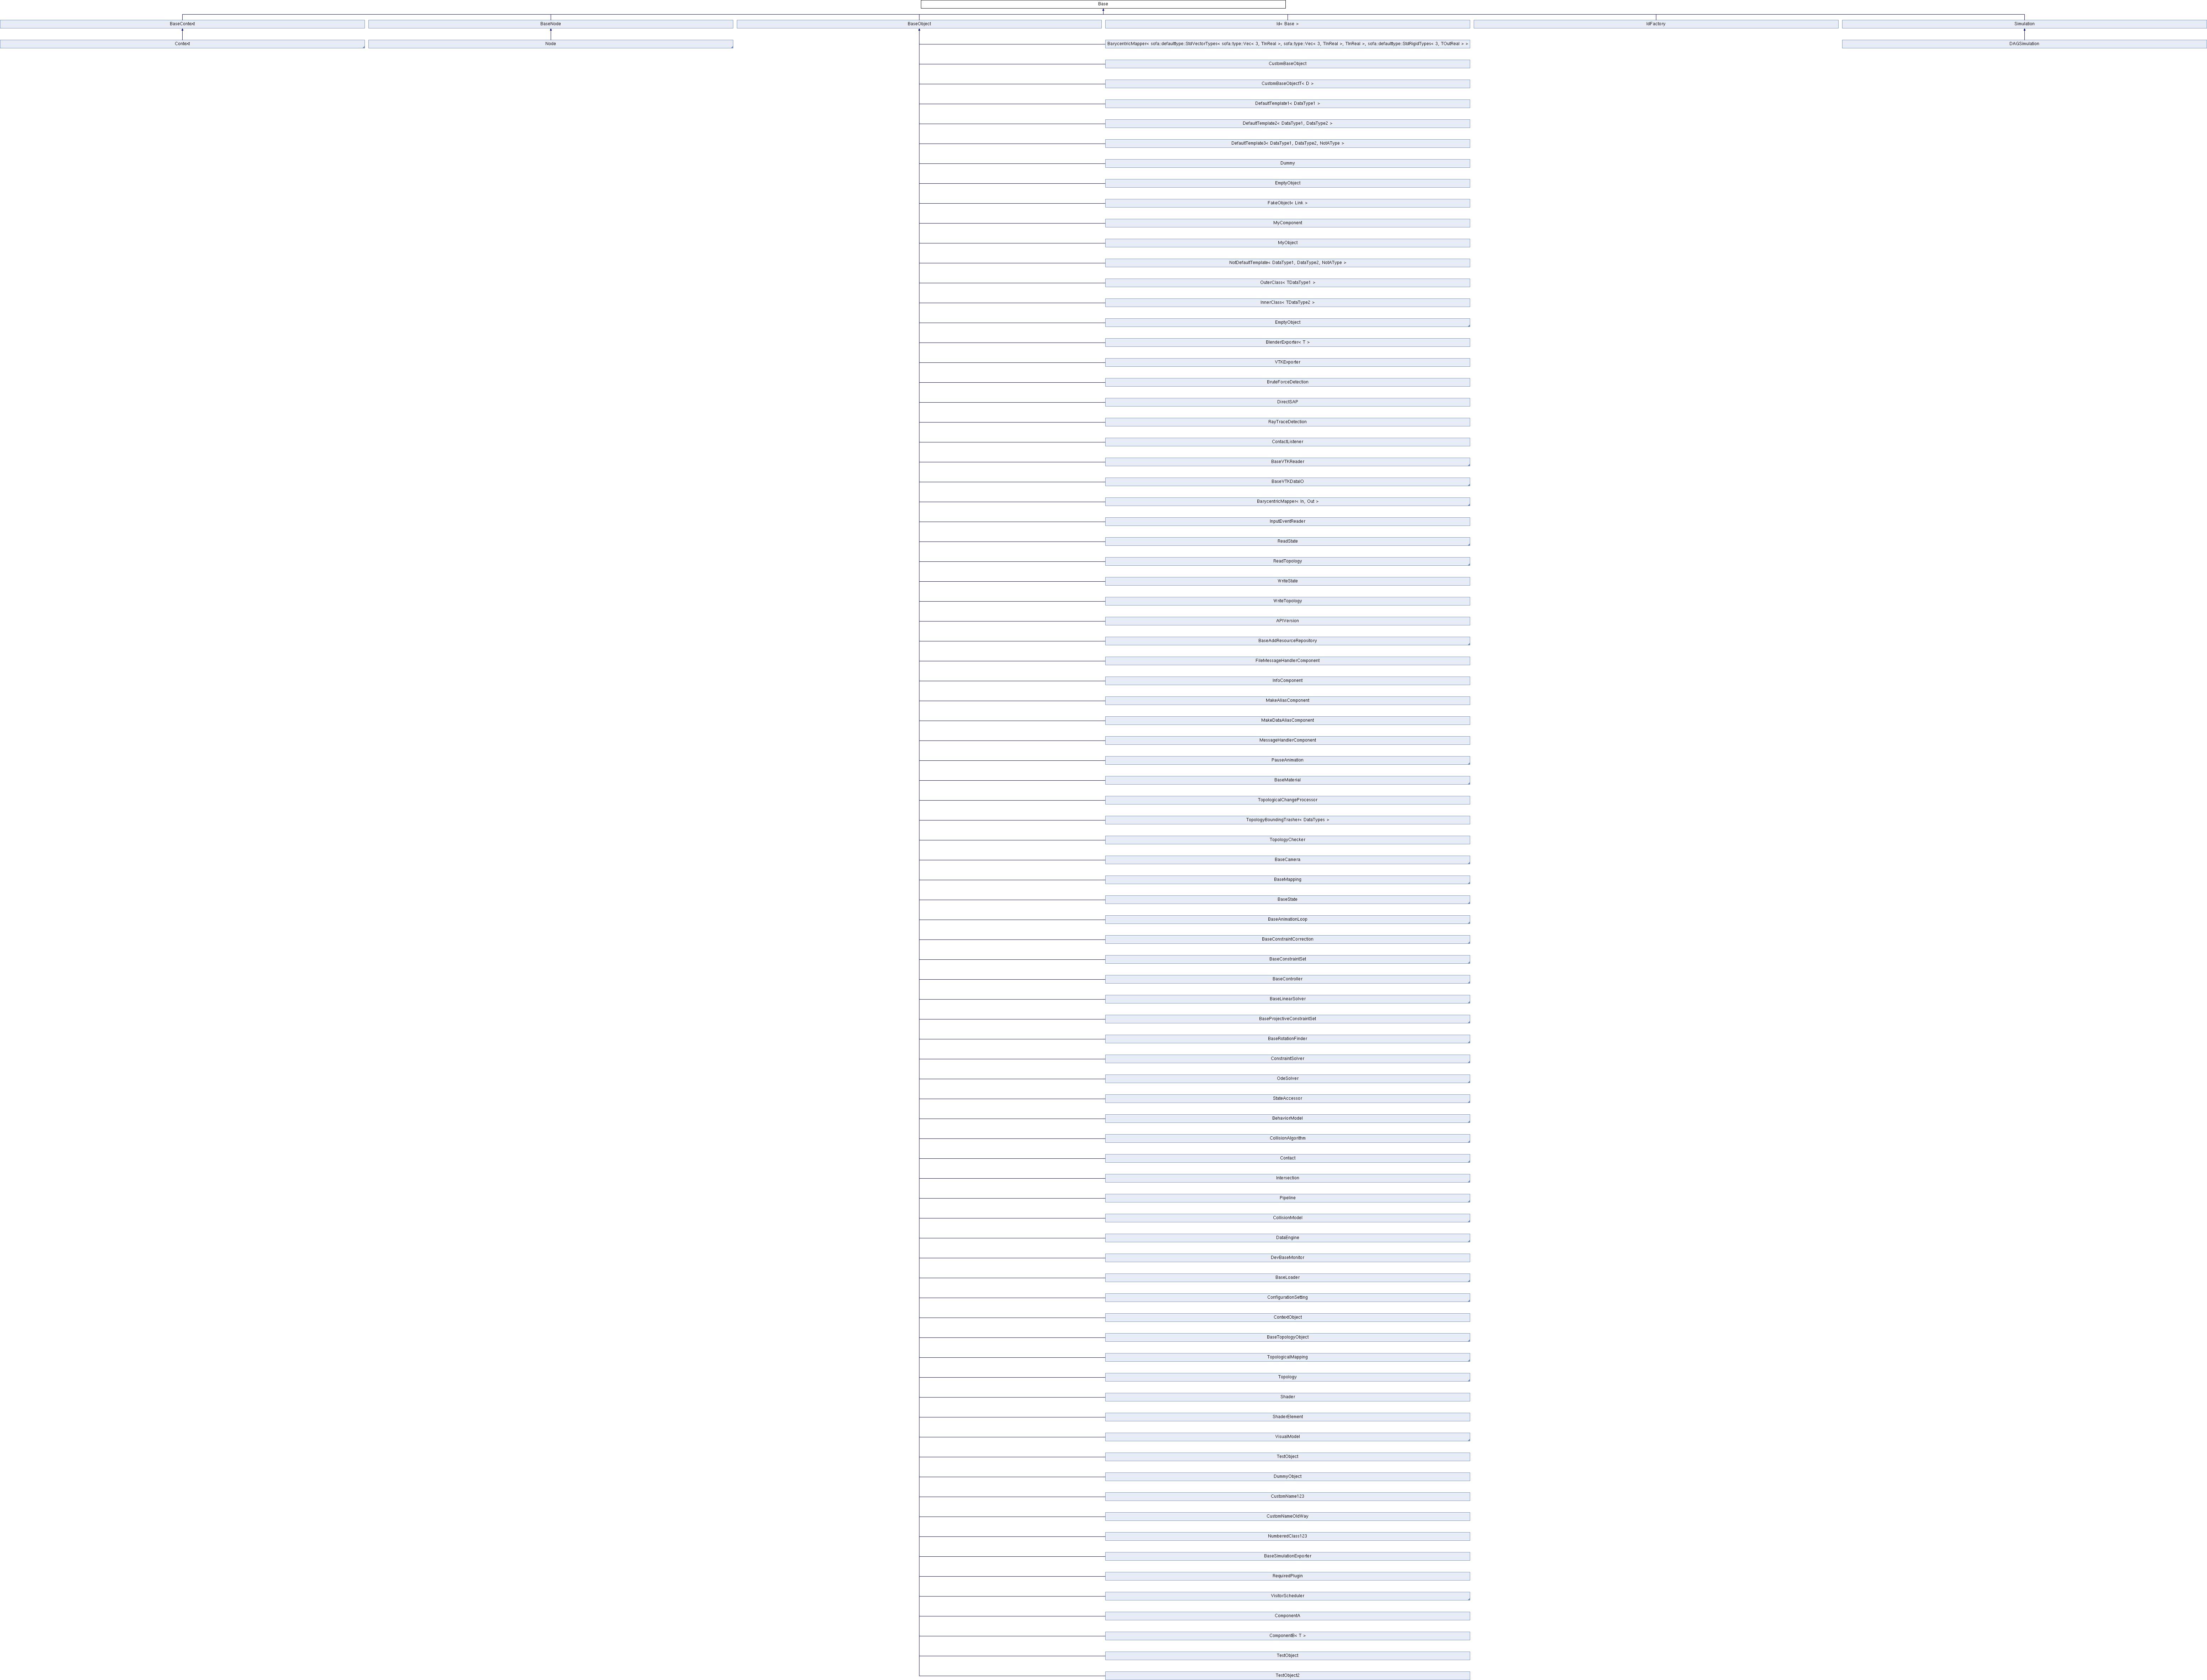 Base
BaseContext
BaseNode
BaseObject
Id< Base >
IdFactory
Simulation
Context
Node
BarycentricMapper< sofa::defaulttype::StdVectorTypes< sofa::type::Vec< 3, TInReal >, sofa::type::Vec< 3, TInReal >, TInReal >, sofa::defaulttype::StdRigidTypes< 3, TOutReal > >
DAGSimulation
CustomBaseObject
CustomBaseObjectT< D >
DefaultTemplate1< DataType1 >
DefaultTemplate2< DataType1, DataType2 >
DefaultTemplate3< DataType1, DataType2, NotAType >
Dummy
EmptyObject
FakeObject< Link >
MyComponent
MyObject
NotDefaultTemplate< DataType1, DataType2, NotAType >
OuterClass< TDataType1 >
InnerClass< TDataType2 >
EmptyObject
BlenderExporter< T >
VTKExporter
BruteForceDetection
DirectSAP
RayTraceDetection
ContactListener
BaseVTKReader
BaseVTKDataIO
BarycentricMapper< In, Out >
InputEventReader
ReadState
ReadTopology
WriteState
WriteTopology
APIVersion
BaseAddResourceRepository
FileMessageHandlerComponent
InfoComponent
MakeAliasComponent
MakeDataAliasComponent
MessageHandlerComponent
PauseAnimation
BaseMaterial
TopologicalChangeProcessor
TopologyBoundingTrasher< DataTypes >
TopologyChecker
BaseCamera
BaseMapping
BaseState
BaseAnimationLoop
BaseConstraintCorrection
BaseConstraintSet
BaseController
BaseLinearSolver
BaseProjectiveConstraintSet
BaseRotationFinder
ConstraintSolver
OdeSolver
StateAccessor
BehaviorModel
CollisionAlgorithm
Contact
Intersection
Pipeline
CollisionModel
DataEngine
DevBaseMonitor
BaseLoader
ConfigurationSetting
ContextObject
BaseTopologyObject
TopologicalMapping
Topology
Shader
ShaderElement
VisualModel
TestObject
DummyObject
CustomName123
CustomNameOldWay
NumberedClass123
BaseSimulationExporter
RequiredPlugin
VisitorScheduler
ComponentA
ComponentB< T >
TestObject
TestObject2